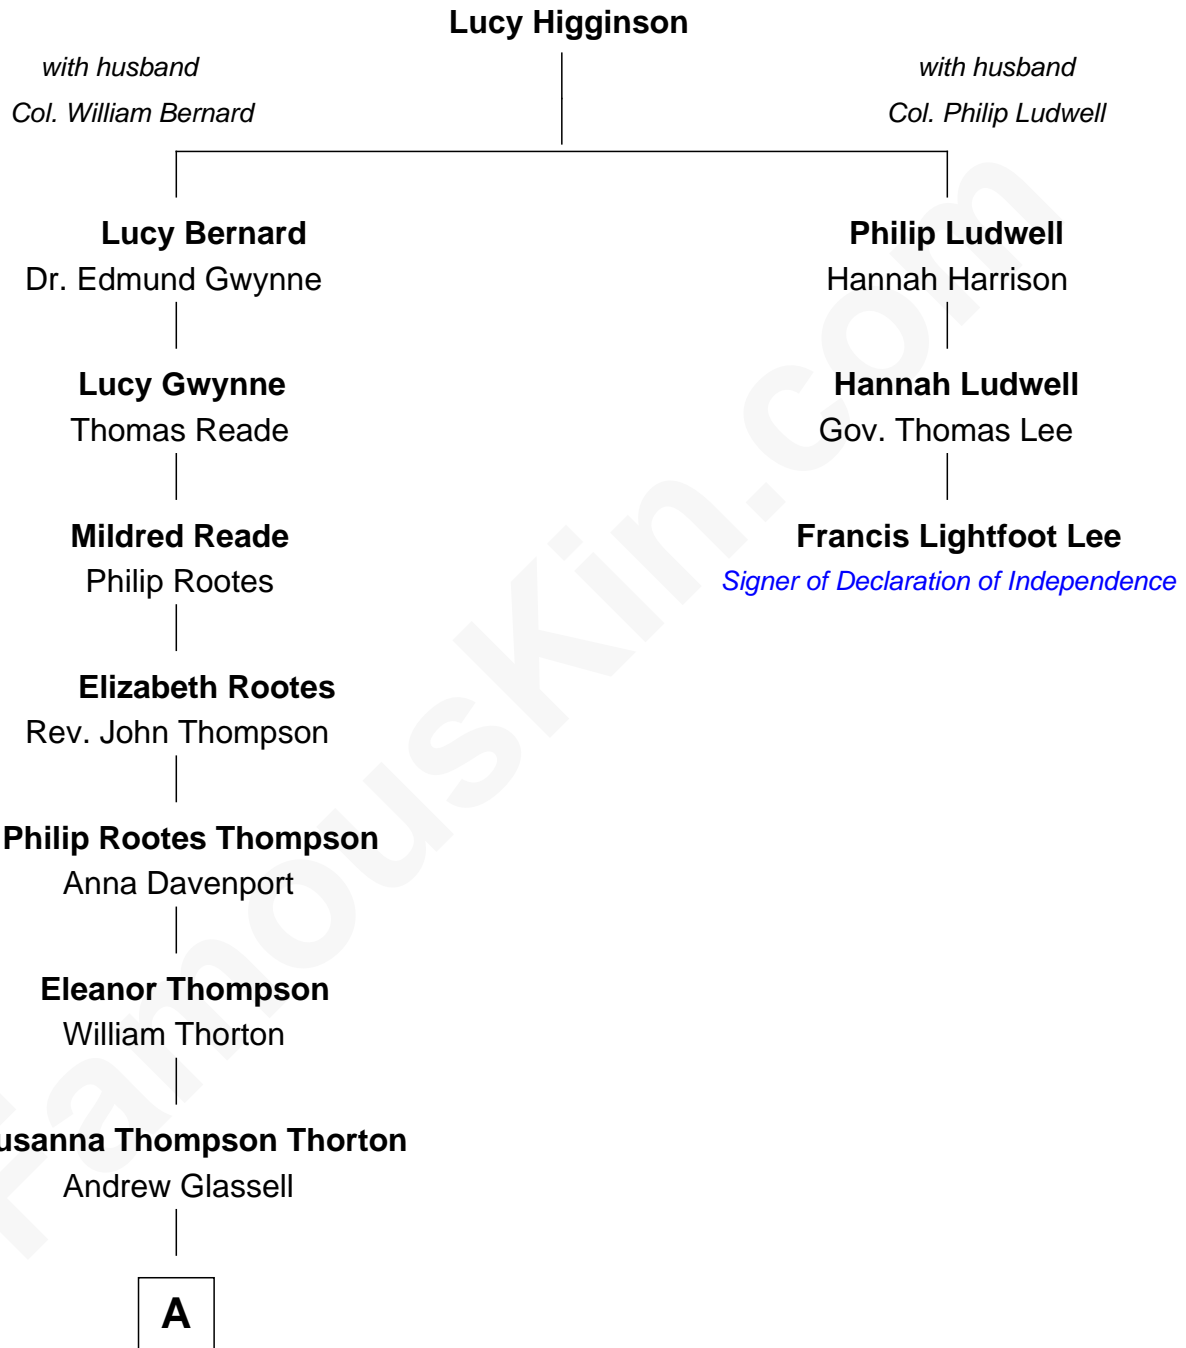 Lucy Higginson
with husband
Col. William Bernard
with husband
Col. Philip Ludwell
Lucy Bernard
Dr. Edmund Gwynne
Philip Ludwell
Hannah Harrison
Lucy Gwynne
Thomas Reade
Hannah Ludwell
Gov. Thomas Lee
Mildred Reade
Philip Rootes
Francis Lightfoot Lee
Signer of Declaration of Independence
Elizabeth Rootes
Rev. John Thompson
Philip Rootes Thompson
Anna Davenport
Eleanor Thompson
William Thorton
usanna Thompson Thorton
Andrew Glassell
A
FamousKin.com